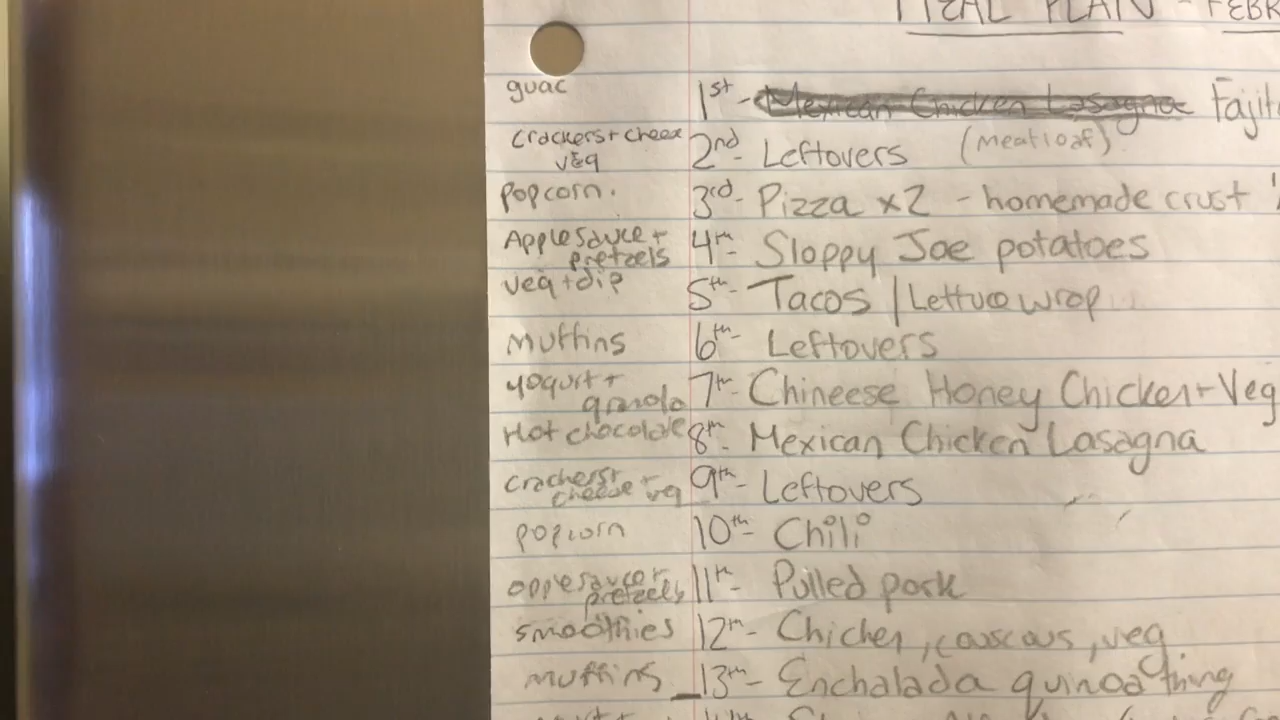 MEAL PLAN - FEBR
guac 1st- Mexican Chicken Lasagna Fajit
crackers + cheese 2nd- Leftovers (meatloaf)
veg
popcorn. 3rd- Pizza x2 - homemade crust
Applesauce + 4th- Sloppy Joe potatoes
pretzels
veg + dip 5th- Tacos / Lettuce wrap
muffins 6th- Leftovers
yogurt + 7th- Chineese Honey Chicken + Veg
granola
Hot chocolate 8th- Mexican Chicken Lasagna
crackers + 9th- Leftovers
cheese + veg
popcorn 10th- Chili
applesauce + 11th- Pulled pork
pretzels
smoothies 12th- Chicken, couscous, veg
muffins 13th- Enchalada quinoa thing